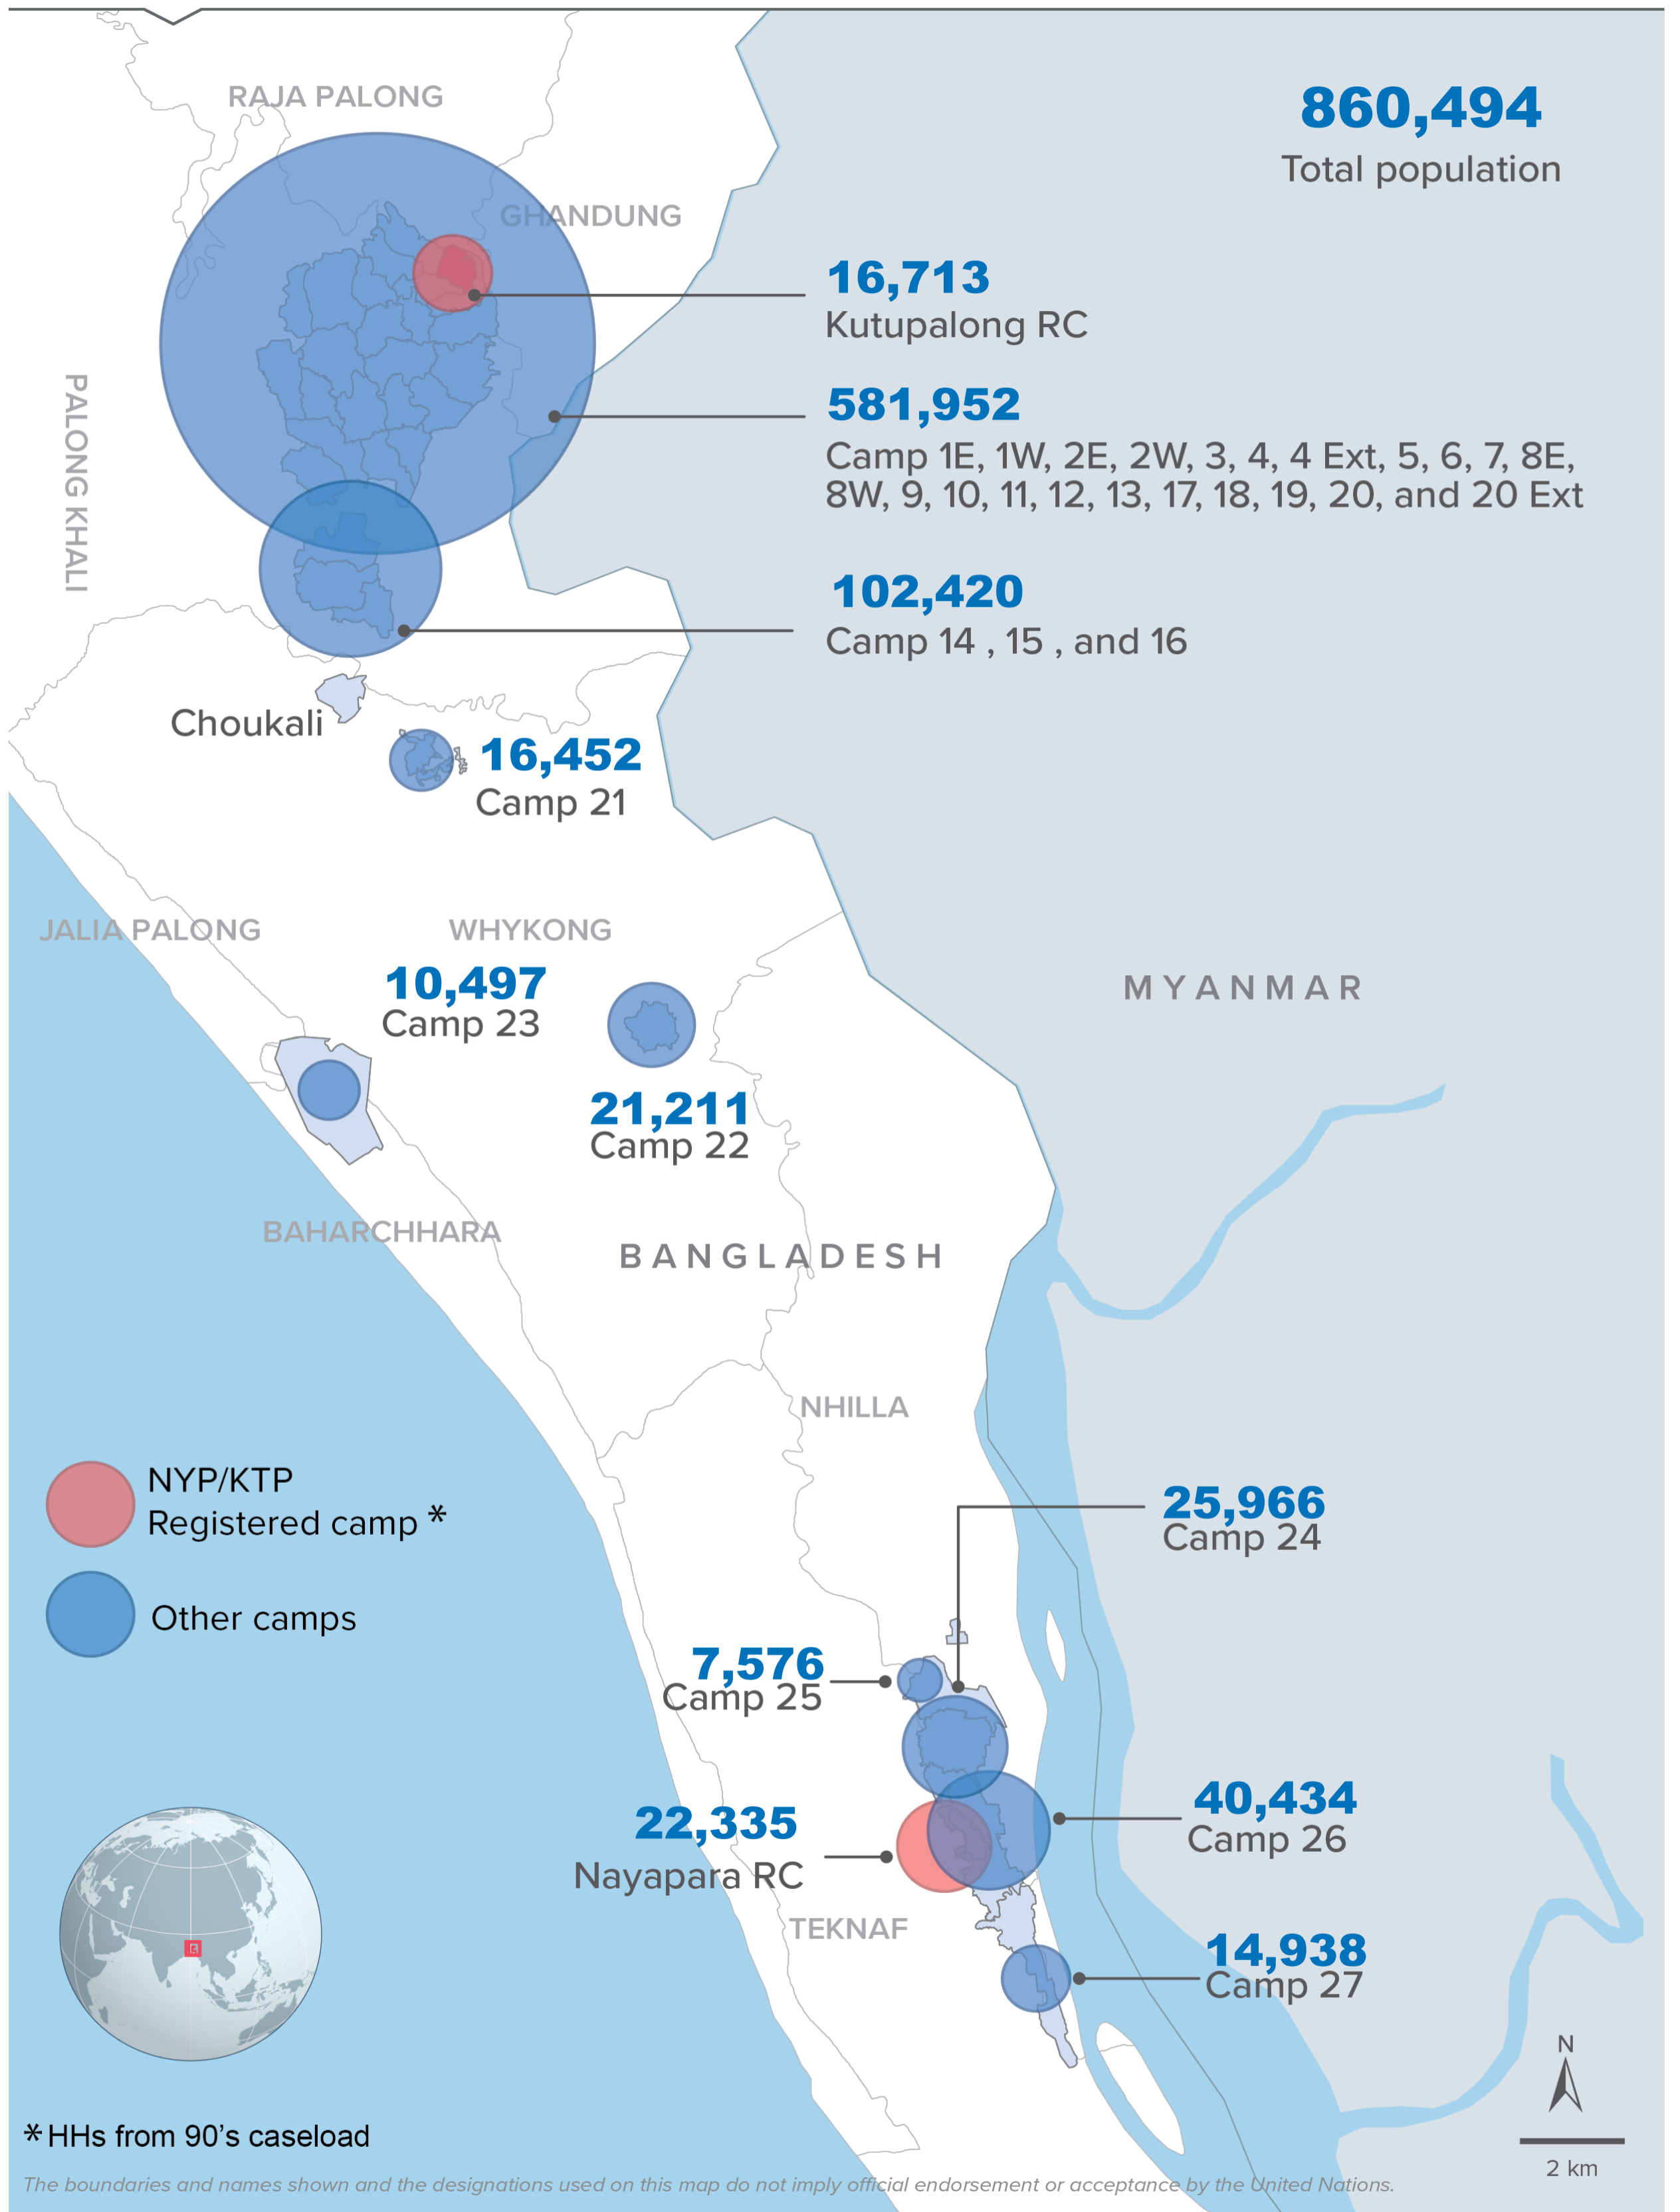 RAJA PALONG
860,494
Total population
GHANDUNG
16,713
Kutupalong RC
PALONG KHALI
581,952
Camp 1E, 1W, 2E, 2W, 3, 4, 4 Ext, 5, 6, 7, 8E,
8W, 9, 10, 11, 12, 13, 17, 18, 19, 20, and 20 Ext
102,420
Camp 14 , 15 , and 16
Choukali
16,452
Camp 21
JALIA PALONG
WHYKONG
10,497
Camp 23
MYANMAR
21,211
Camp 22
BAHARCHHARA
BANGLADESH
NHILLA
NYP/KTP
Registered camp *
25,966
Camp 24
Other camps
7,576
Camp 25
40,434
Camp 26
22,335
Nayapara RC
TEKNAF
14,938
Camp 27
N
2 km
* HHs from 90’s caseload
The boundaries and names shown and the designations used on this map do not imply official endorsement or acceptance by the United Nations.